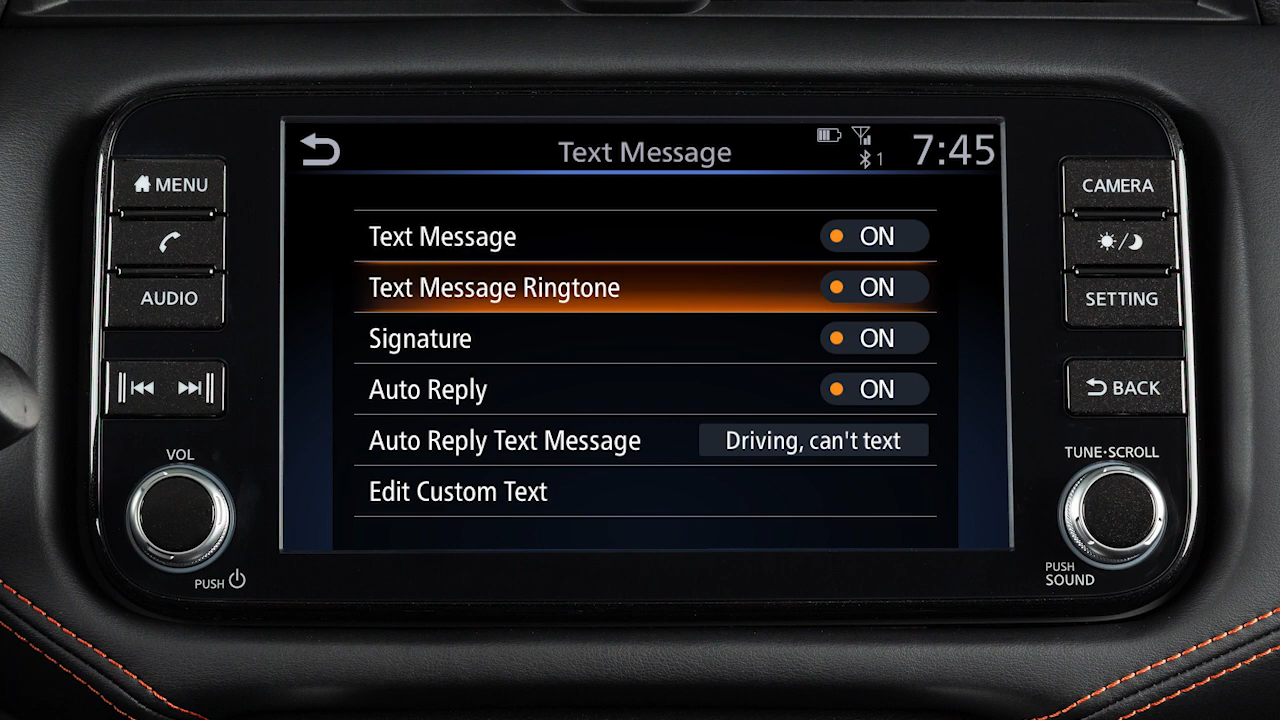 Text Message
1
7:45
MENU
AUDIO
VOL
PUSH
Text Message ON
Text Message Ringtone ON
Signature ON
Auto Reply ON
Auto Reply Text Message Driving, can't text
Edit Custom Text
CAMERA
SETTING
BACK
TUNE·SCROLL
PUSH
SOUND